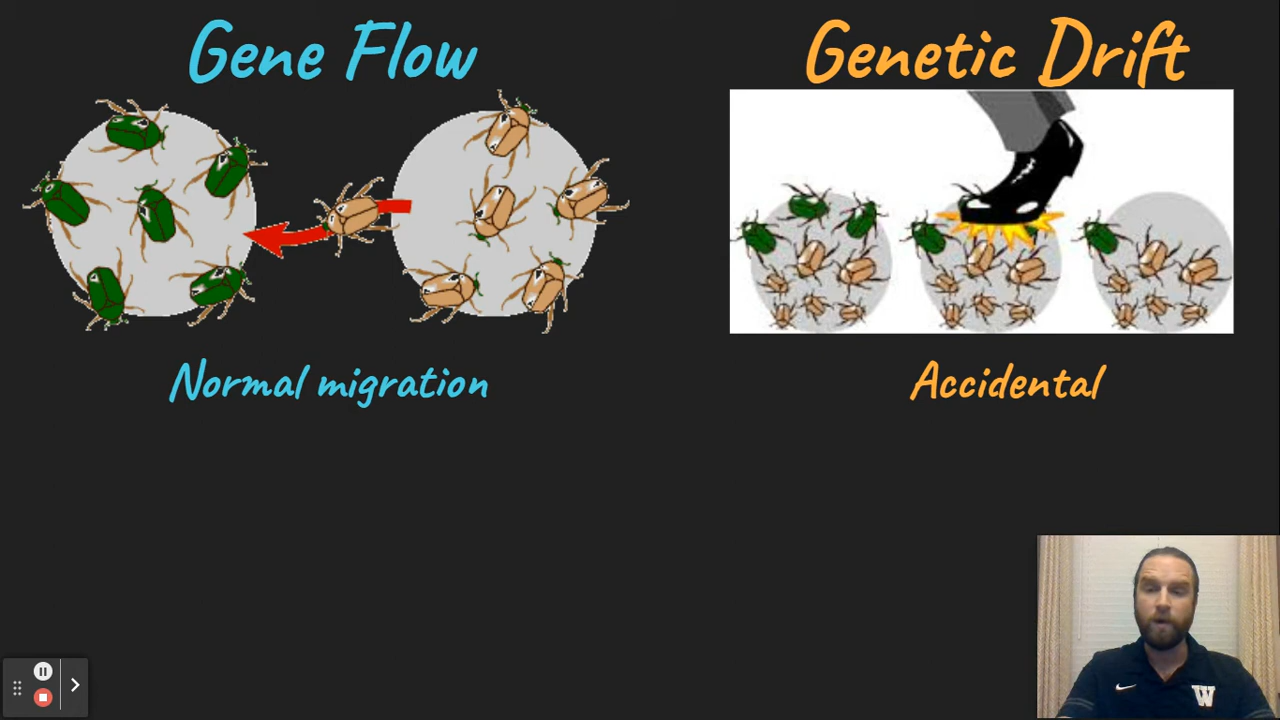 Gene Flow
Genetic Drift
Normal migration
Accidental
W